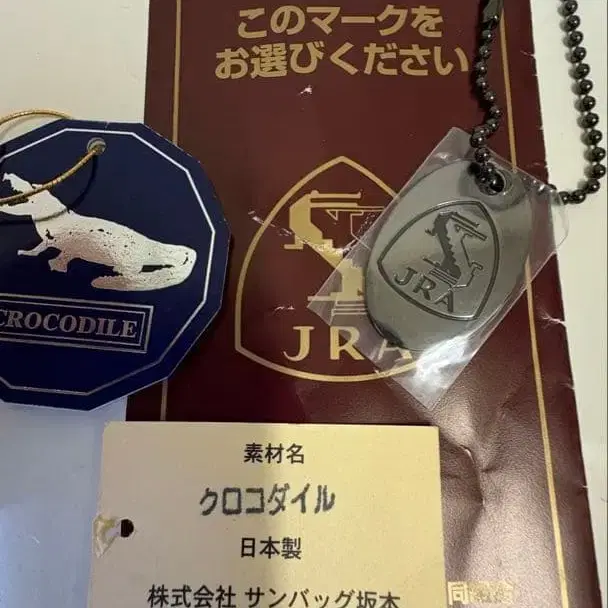 このマークを
お選びください
JRA
JRA
CROCODILE
素材名
クロコダイル
日本製
株式会社 サンバッグ坂本